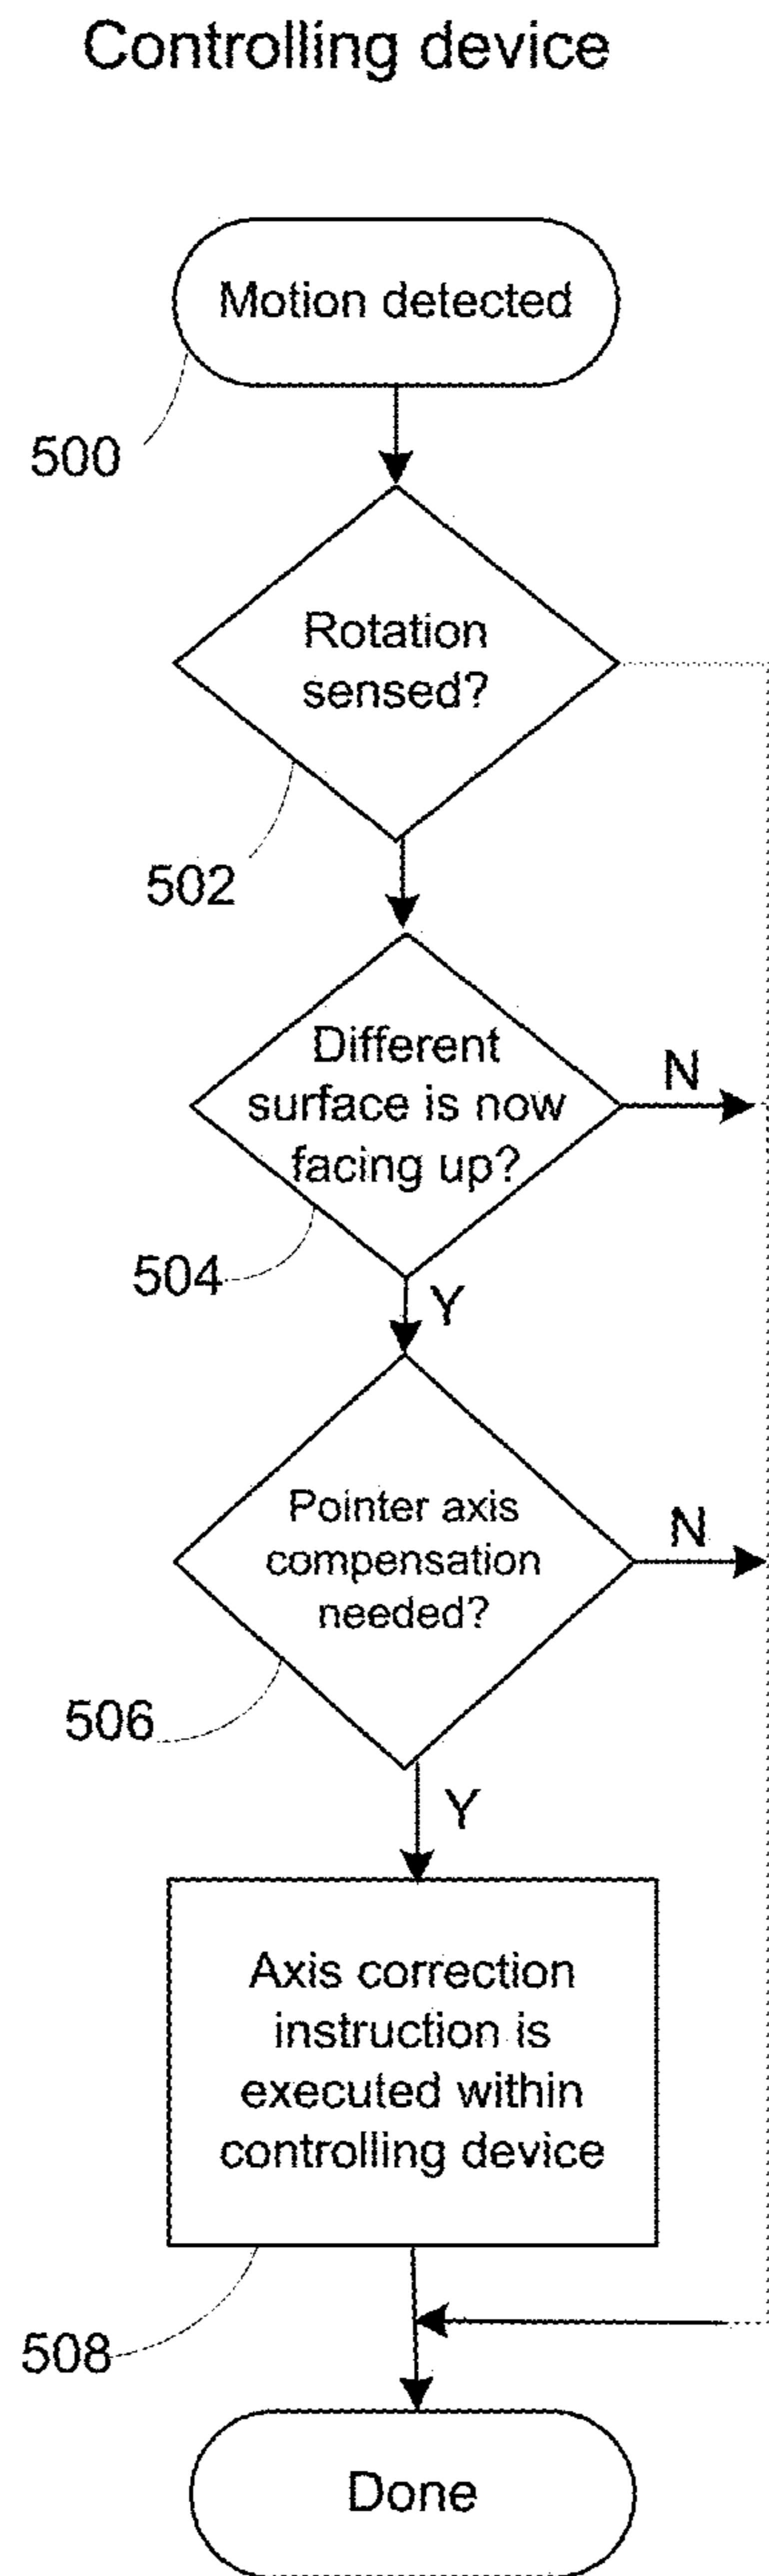 Controlling device
Motion detected
500
Rotation
sensed?
502
Different
surface is now
facing up?
N
504
Y
Pointer axis
compensation
needed?
N
506
Y
Axis correction
instruction is
executed within
controlling device
508
Done